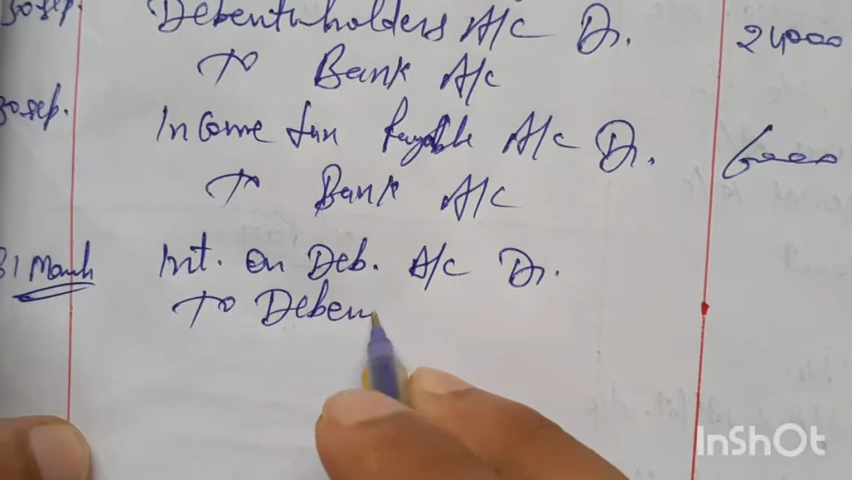 30 sep. Debentureholders A/c Dr. 24000
To Bank A/c
30 sep. Income tax Payable A/c Dr. 6000
To Bank A/c
31 March Int. on Deb. A/c Dr.
To Deben
InShOt